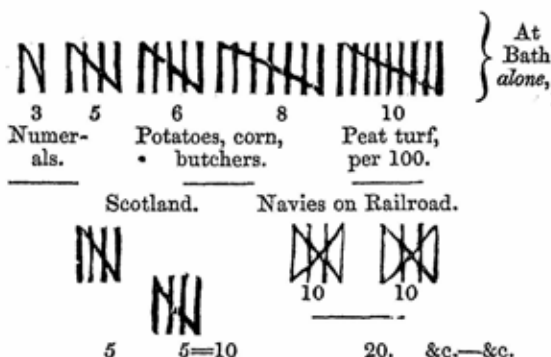 At
Bath
alone,
3 5 6 8 10
Numer- Potatoes, corn, Peat turf,
als. butchers. per 100.
Scotland. Navies on Railroad.
10 10
5 5=10 20. &c.—&c.